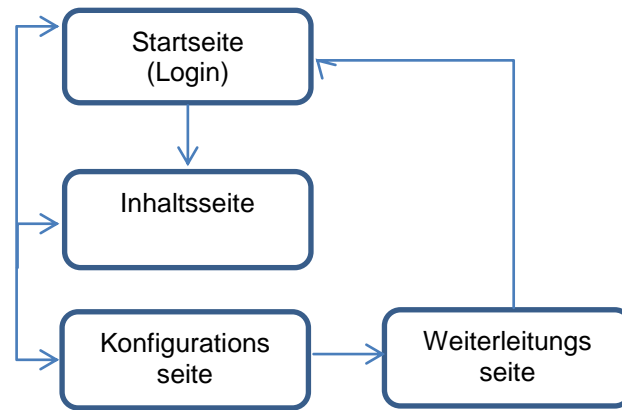 Startseite
(Login)
Inhaltsseite
Konfigurations
seite
Weiterleitungs
seite